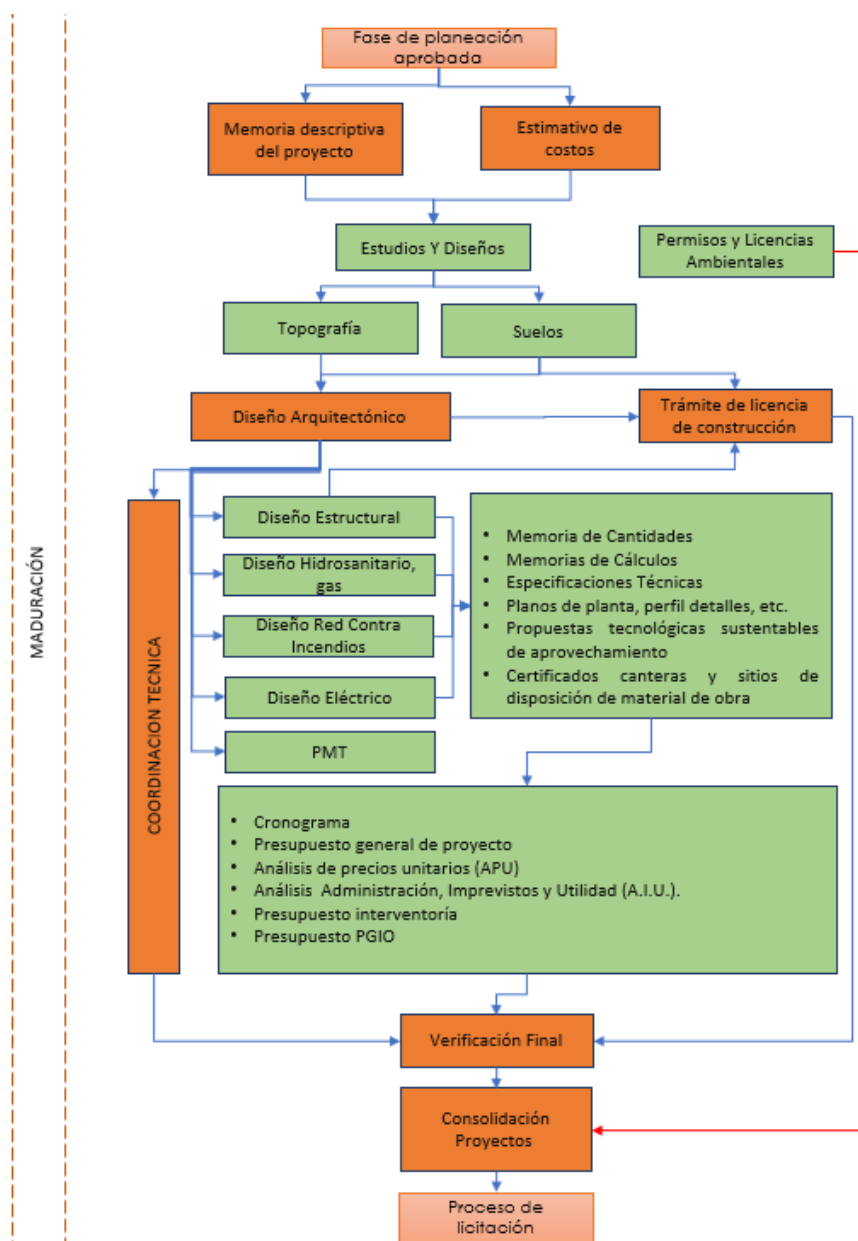 Fase de planeación
aprobada
Memoria descriptiva
del proyecto
Estimativo de
costos
Estudios Y Diseños
Permisos y Licencias
Ambientales
Topografía
Suelos
Diseño Arquitectónico
Trámite de licencia
de construcción
MADURACIÓN
COORDINACION TECNICA
Diseño Estructural
Diseño Hidrosanitario,
gas
Diseño Red Contra
Incendios
Diseño Eléctrico
PMT
• Memoria de Cantidades
• Memorias de Cálculos
• Especificaciones Técnicas
• Planos de planta, perfil detalles, etc.
• Propuestas tecnológicas sustentables
de aprovechamiento
• Certificados canteras y sitios de
disposición de material de obra
• Cronograma
• Presupuesto general de proyecto
• Análisis de precios unitarios (APU)
• Análisis Administración, Imprevistos y Utilidad (A.I.U.).
• Presupuesto interventoría
• Presupuesto PGIO
Verificación Final
Consolidación
Proyectos
Proceso de
licitación